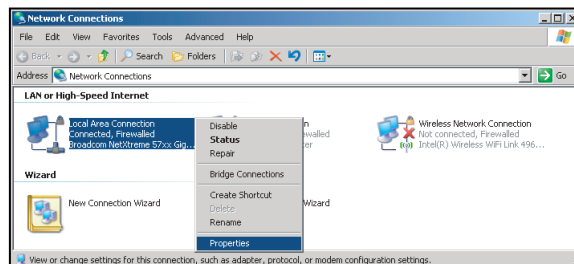 Network Connections
File Edit View Favorites Tools Advanced Help
Back Search Folders
Address Network Connections Go
LAN or High-Speed Internet
Local Area Connection
Connected, Firewalled
Broadcom NetXtreme 57xx Gig...
Disable
Status
Repair
Bridge Connections
Create Shortcut
Delete
Rename
Properties
Wireless Network Connection
Not connected, Firewalled
Intel(R) Wireless WiFi Link 496...
Wizard
New Connection Wizard
Wizard
View or change settings for this connection, such as adapter, protocol, or modem configuration settings.